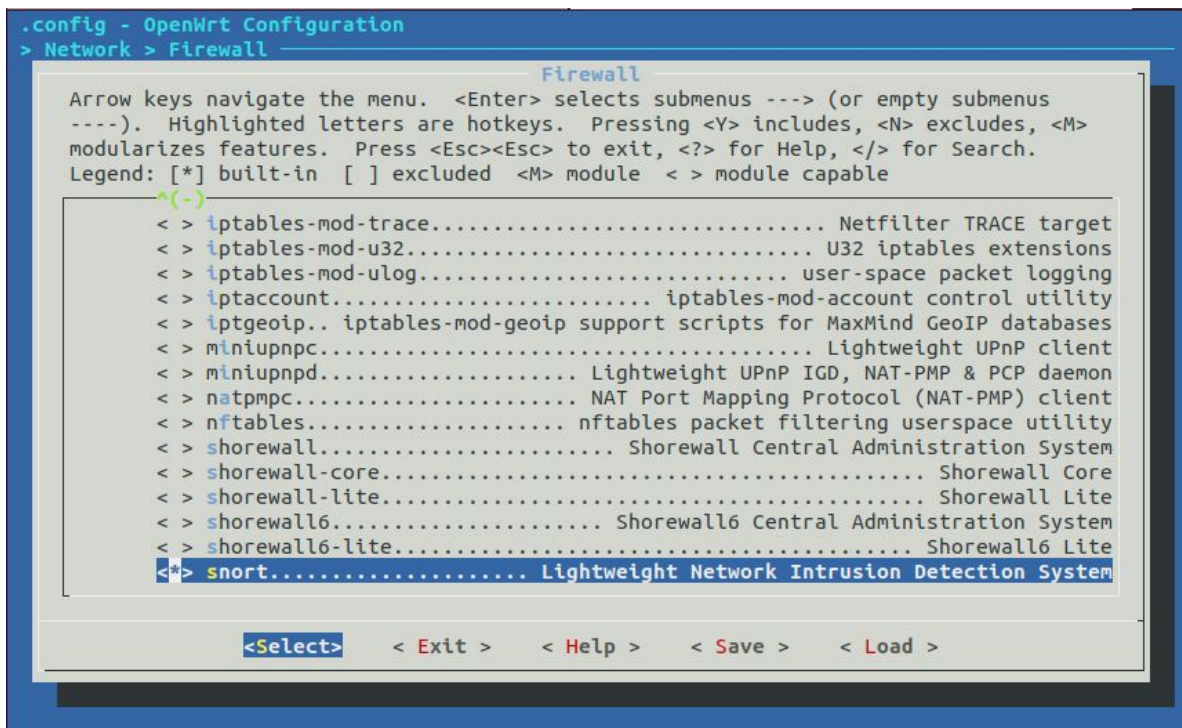 .config - OpenWrt Configuration
> Network > Firewall
Firewall
Arrow keys navigate the menu.  <Enter> selects submenus ---> (or empty submenus
----).  Highlighted letters are hotkeys.  Pressing <Y> includes, <N> excludes, <M>
modularizes features.  Press <Esc><Esc> to exit, <?> for Help, </> for Search.
Legend: [*] built-in  [ ] excluded  <M> module  < > module capable
^(-)
< > iptables-mod-trace................................ Netfilter TRACE target
< > iptables-mod-u32.................................. U32 iptables extensions
< > iptables-mod-ulog.............................. user-space packet logging
< > iptaccount.......................... iptables-mod-account control utility
< > iptgeoip.. iptables-mod-geoip support scripts for MaxMind GeoIP databases
< > miniupnpc........................................ Lightweight UPnP client
< > miniupnpd..................... Lightweight UPnP IGD, NAT-PMP & PCP daemon
< > natpmpc......................... NAT Port Mapping Protocol (NAT-PMP) client
< > nftables..................... nftables packet filtering userspace utility
< > shorewall......................... Shorewall Central Administration System
< > shorewall-core............................................ Shorewall Core
< > shorewall-lite............................................ Shorewall Lite
< > shorewall6...................... Shorewall6 Central Administration System
< > shorewall6-lite.......................................... Shorewall6 Lite
<*> snort..................... Lightweight Network Intrusion Detection System
<Select>    < Exit >    < Help >    < Save >    < Load >